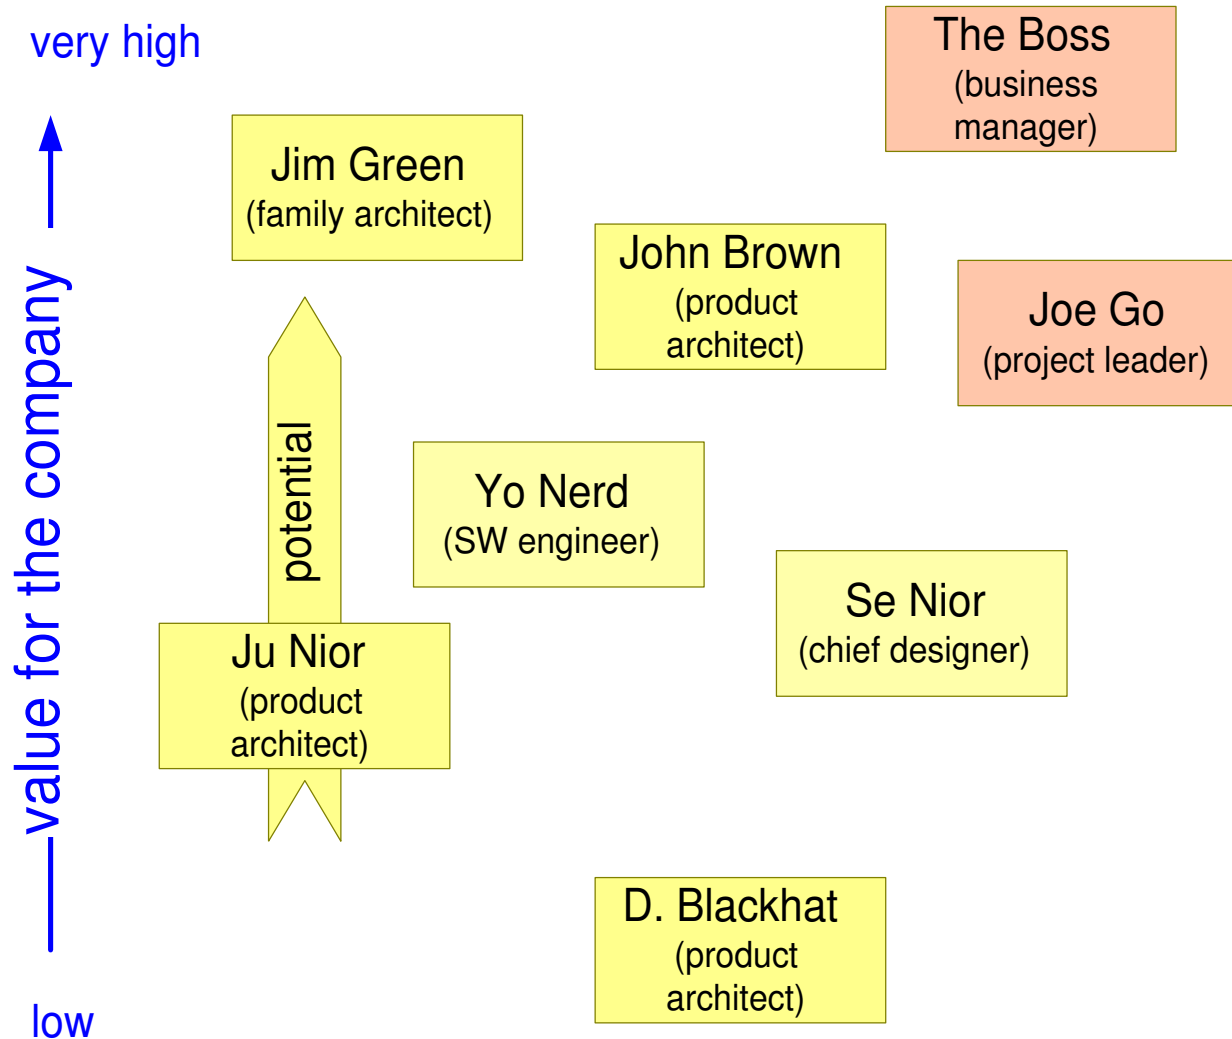 very high
The Boss
(business
manager)
Jim Green
(family architect)
John Brown
(product
architect)
Joe Go
(project leader)
value for the company
potential
Yo Nerd
(SW engineer)
Se Nior
(chief designer)
Ju Nior
(product
architect)
D. Blackhat
(product
architect)
low